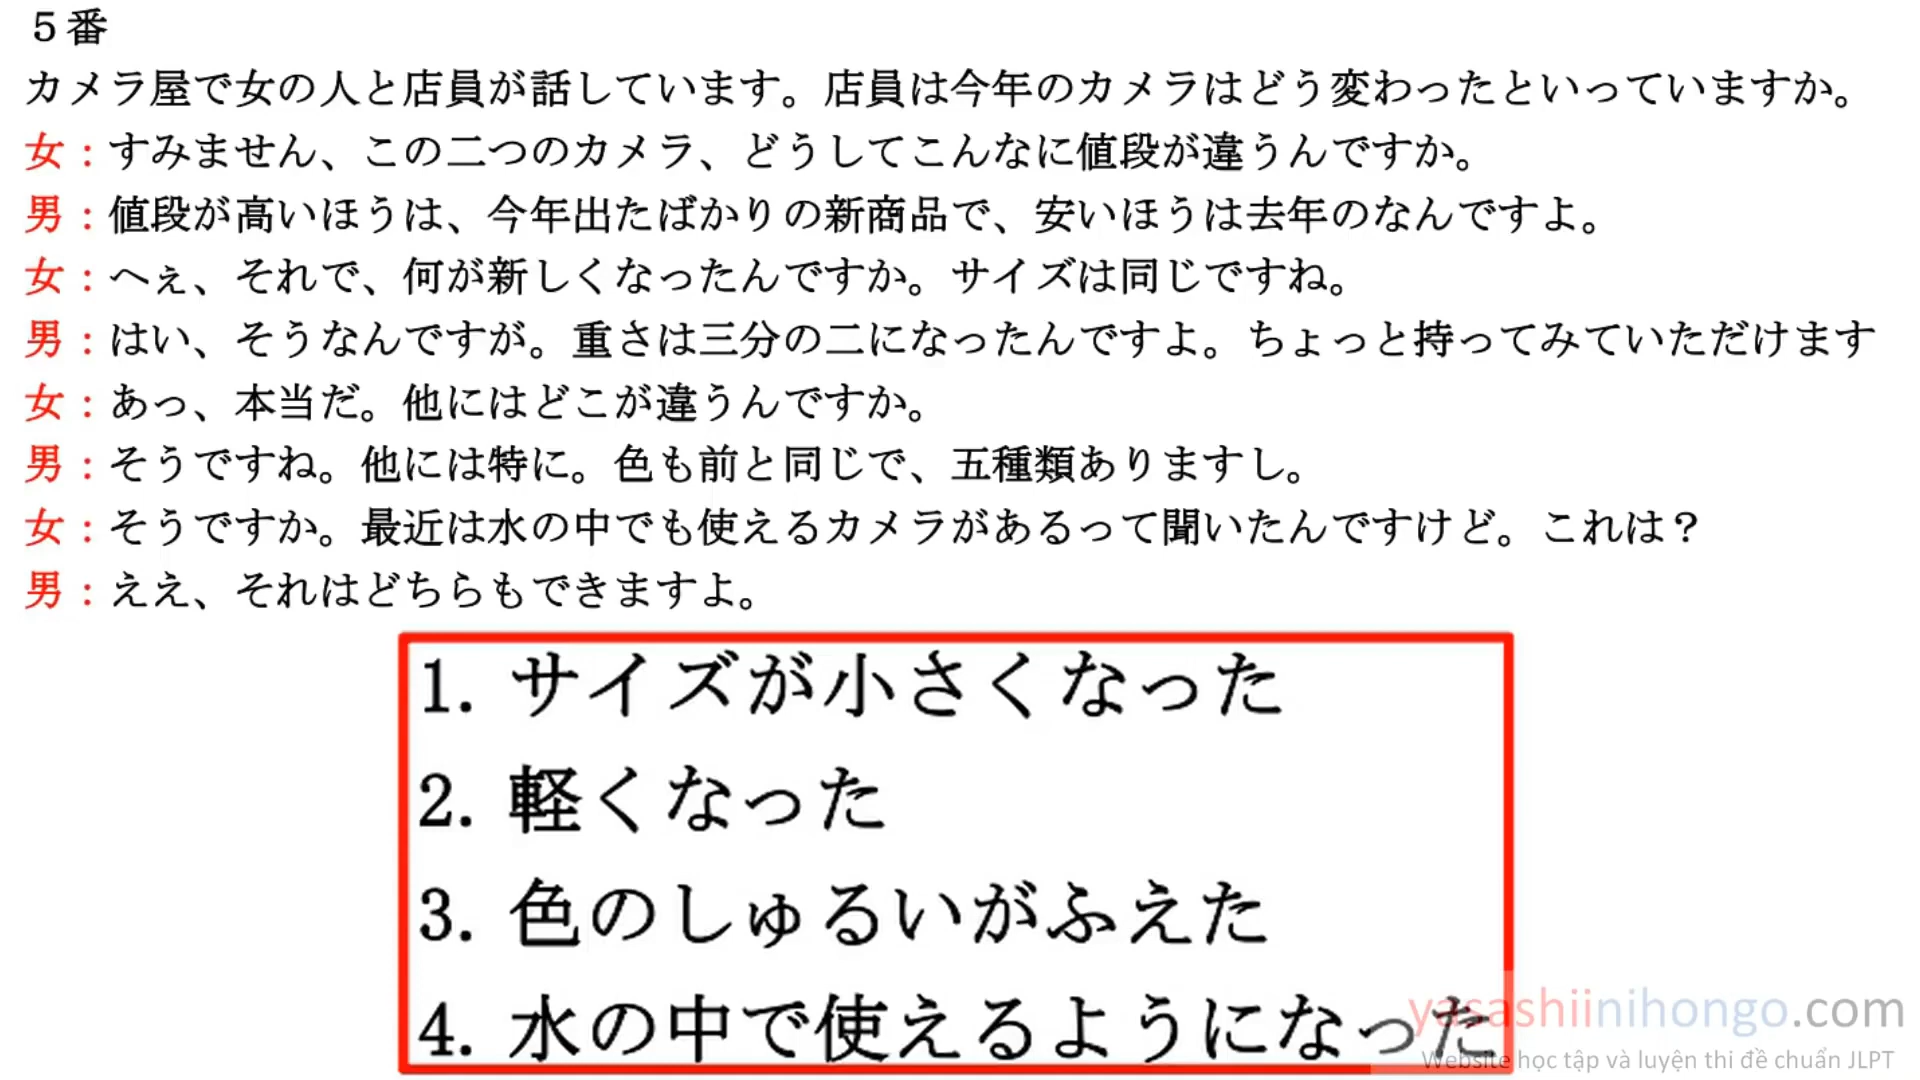 ５番
カメラ屋で女の人と店員が話しています。店員は今年のカメラはどう変わったといっていますか。
女：すみません、この二つのカメラ、どうしてこんなに値段が違うんですか。
男：値段が高いほうは、今年出たばかりの新商品で、安いほうは去年のなんですよ。
女：へぇ、それで、何が新しくなったんですか。サイズは同じですね。
男：はい、そうなんですが。重さは三分の二になったんですよ。ちょっと持ってみていただけます
女：あっ、本当だ。他にはどこが違うんですか。
男：そうですね。他には特に。色も前と同じで、五種類ありますし。
女：そうですか。最近は水の中でも使えるカメラがあるって聞いたんですけど。これは？
男：ええ、それはどちらもできますよ。
1. サイズが小さくなった
2. 軽くなった
3. 色のしゅるいがふえた
4. 水の中で使えるようになった
yasashiinihongo.com
Website học tập và luyện thi đề chuẩn JLPT